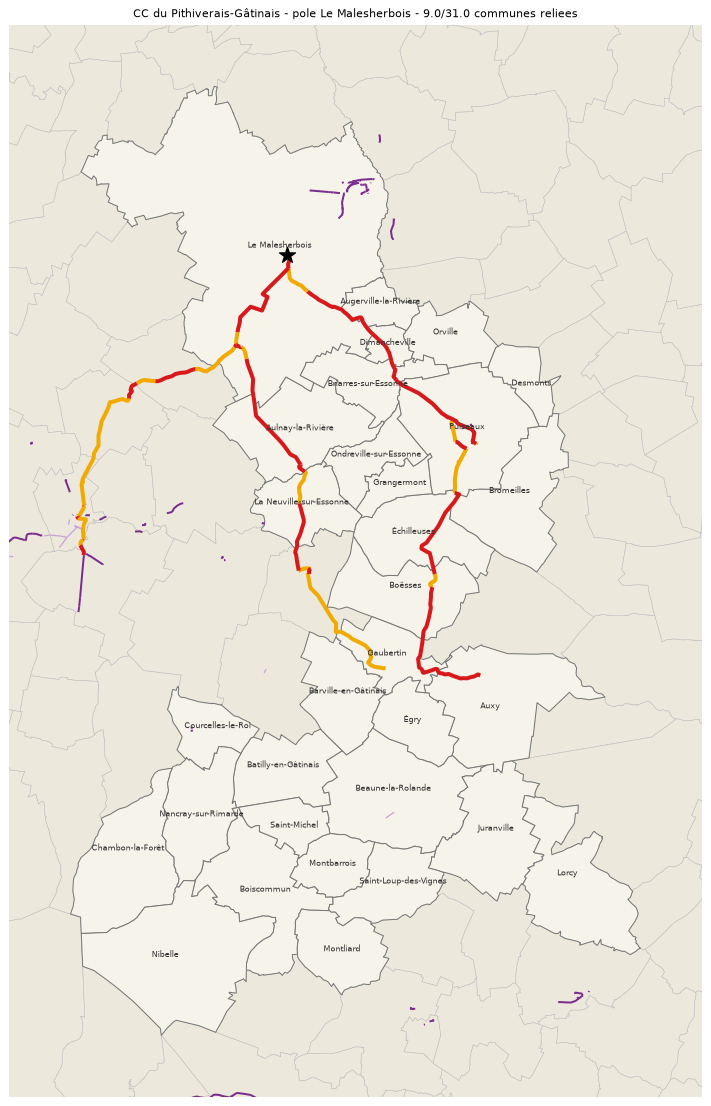 CC du Pithiverais-Gâtinais - pole Le Malesherbois - 9.0/31.0 communes reliees
Le Malesherbois
Augerville-la-Rivière
Orville
Dimancheville
Briarres-sur-Essonne
Desmonts
Aulnay-la-Rivière
Puiseaux
Ondreville-sur-Essonne
Grangermont
Bromeilles
La Neuville-sur-Essonne
Échilleuses
Boësses
Gaubertin
Barville-en-Gâtinais
Auxy
Égry
Courcelles-le-Roi
Batilly-en-Gâtinais
Beaune-la-Rolande
Nancray-sur-Rimarde
Saint-Michel
Juranville
Chambon-la-Forêt
Montbarrois
Lorcy
Saint-Loup-des-Vignes
Boiscommun
Montliard
Nibelle